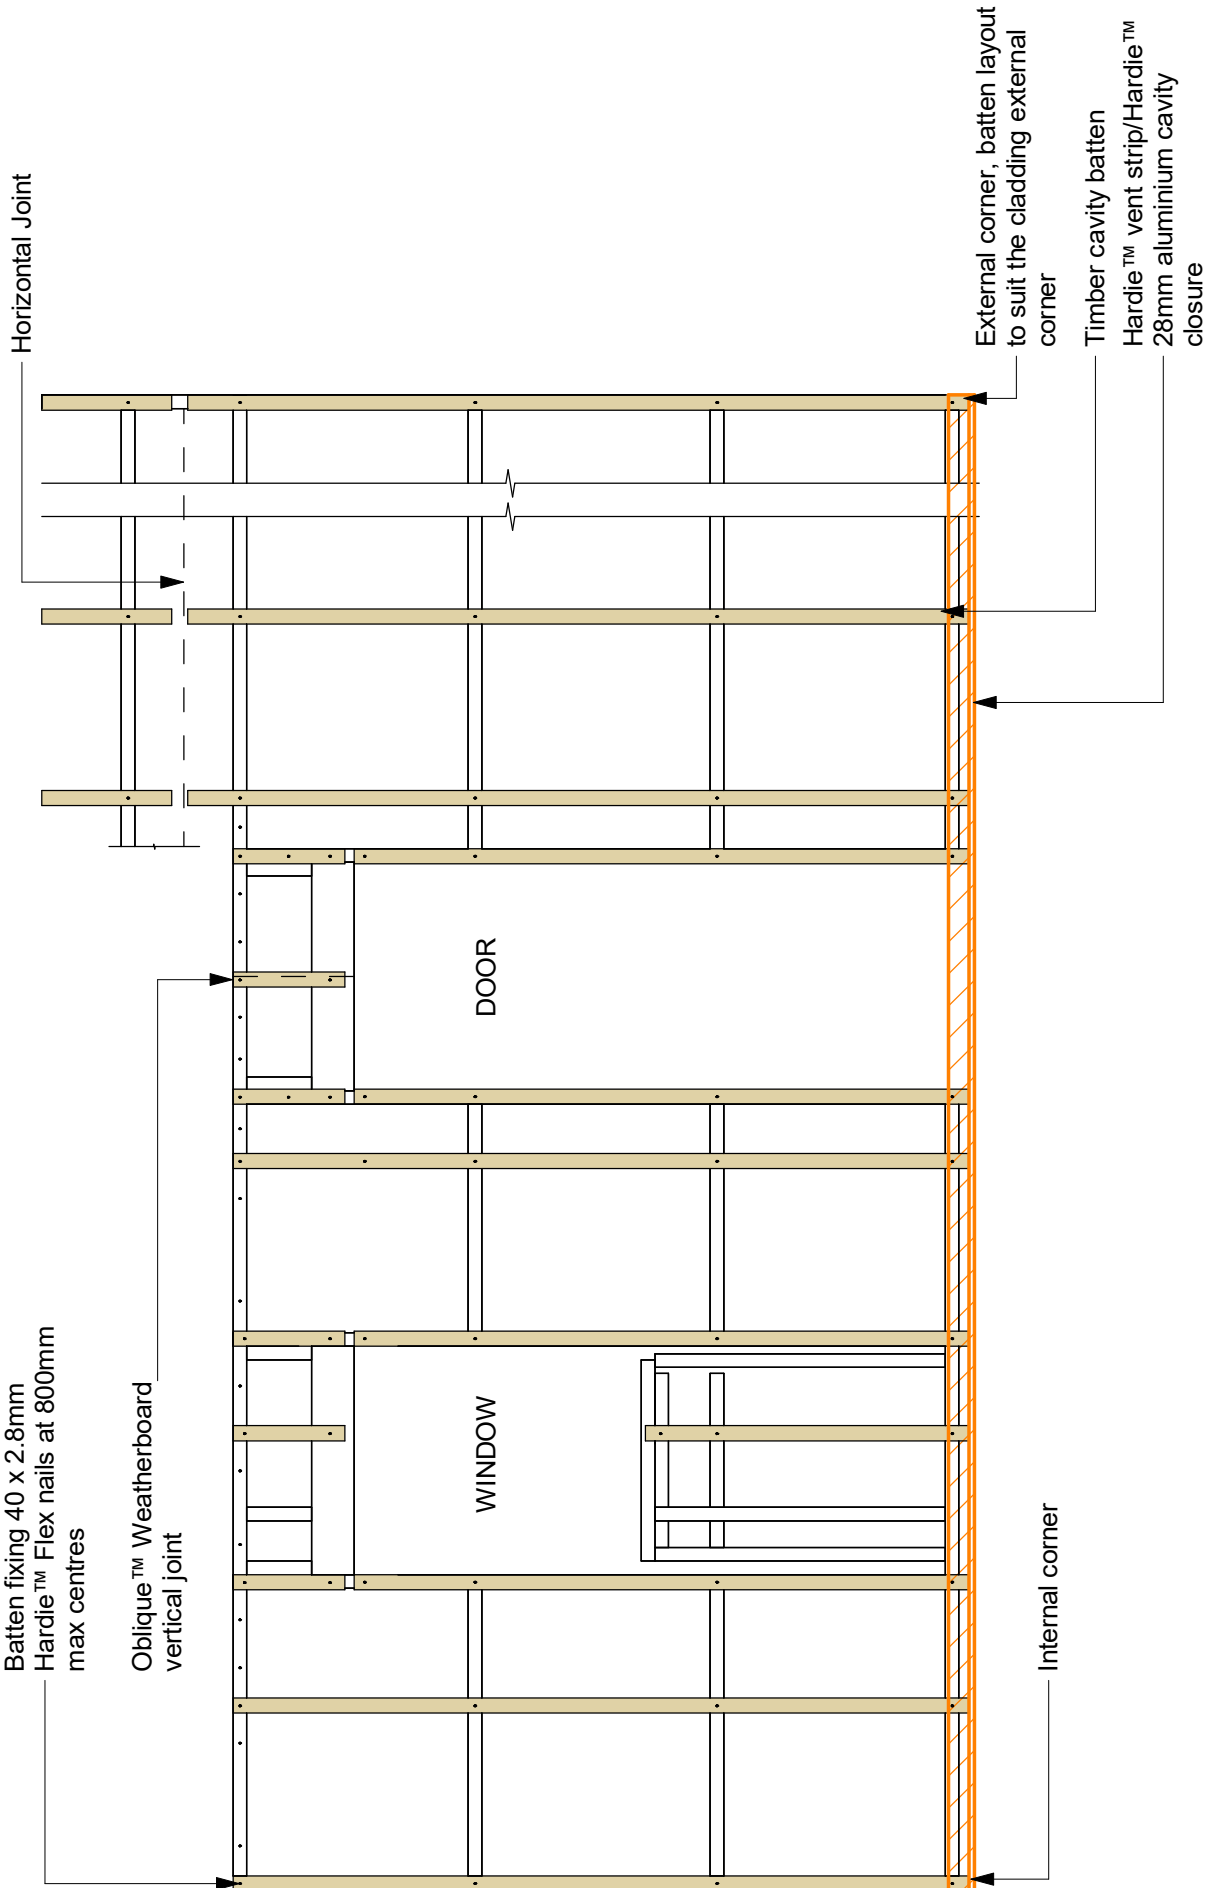 Batten fixing 40 x 2.8mm
Hardie™ Flex nails at 800mm
max centres
Oblique™ Weatherboard
vertical joint
Horizontal Joint
WINDOW
DOOR
Internal corner
External corner, batten layout
to suit the cladding external
corner
Timber cavity batten
Hardie™ vent strip/Hardie™
28mm aluminium cavity
closure